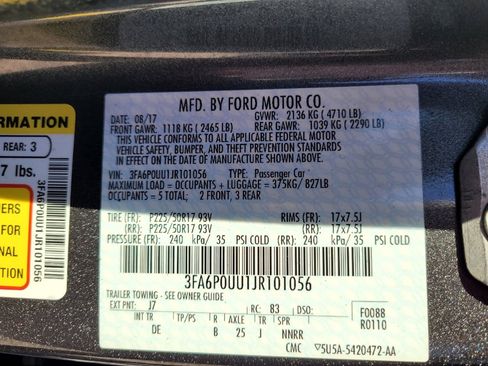 FORMATION
REAR: 3
7 lbs.
3FA6P0UU1JR101056
MFD. BY FORD MOTOR CO.
DATE: 08/17 GVWR: 2136 KG ( 4710 LB)
FRONT GAWR: 1118 KG ( 2465 LB) REAR GAWR: 1039 KG ( 2290 LB)
THIS VEHICLE CONFORMS TO ALL APPLICABLE FEDERAL MOTOR
VEHICLE SAFETY, BUMPER, AND THEFT PREVENTION STANDARDS
IN EFFECT ON THE DATE OF MANUFACTURE SHOWN ABOVE.
VIN: 3FA6P0UU1JR101056 TYPE: Passenger Car
MAXIMUM LOAD = OCCUPANTS + LUGGAGE = 375KG/ 827LB
OCCUPANTS = 5 TOTAL: 2 FRONT, 3 REAR
TIRE (FR): P225/50R17 93V RIMS (FR): 17x7.5J
(RR): P225/50R17 93V (RR): 17x7.5J
PRESSURE (FR): 240 kPa/ 35 PSI COLD (RR): 240 kPa/ 35 PSI COLD
3FA6P0UU1JR101056
TRAILER TOWING - SEE OWNER GUIDE.
EXT PNT: J7 RC: 83 DSO: F0088
R0110
INT TR TP/PS R AXLE TR SPR
DE B 25 J NNRR
CMC 5U5A-5420472-AA